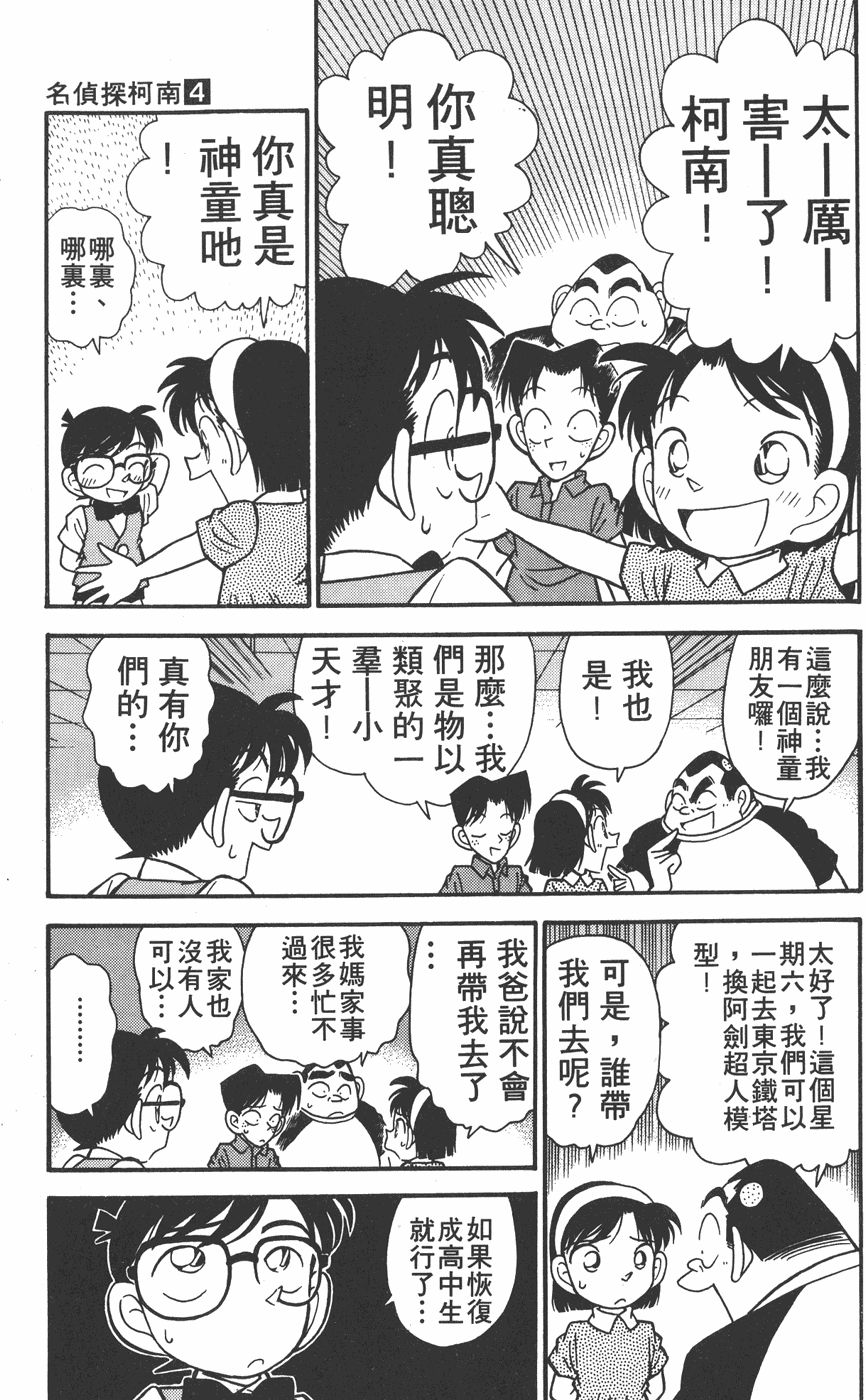 名偵探柯南4
太─厲─
害─了！
柯南！
你真聰
明！
你真是
神童吔
！
哪裏、
哪裏…
這麼說…我
有一個神童
朋友囉！
我也
是！
那麼…我
們是物以
類聚的一
羣─小
天才！
真有你
們的…
太好了！這個星
期六，我們可以
一起去東京鐵塔
，換阿劍超人模
型！
可是，誰帶
我們去呢？
我爸說不會
再帶我去了
…
我媽家事
很多忙不
過來…
我家也
沒有人
可以…
………
如果恢復
成高中生
就行了…